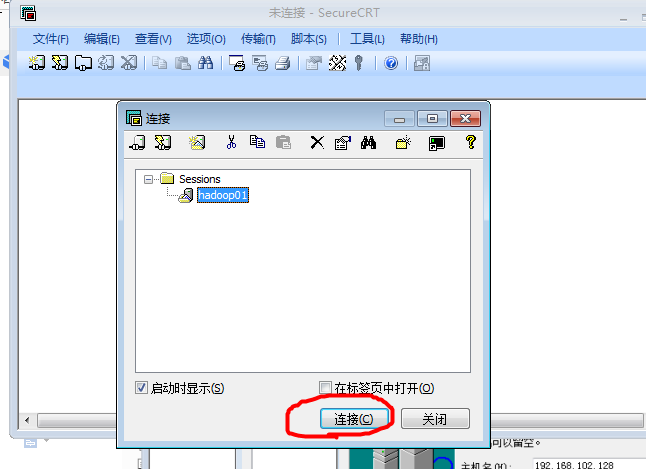 未连接 - SecureCRT
文件(F) 编辑(E) 查看(V) 选项(O) 传输(T) 脚本(S) 工具(L) 帮助(H)
连接
Sessions
hadoop01
启动时显示(S) 在标签页中打开(O)
连接(C) 关闭
可以留空。
主机名(H): 192.168.102.128